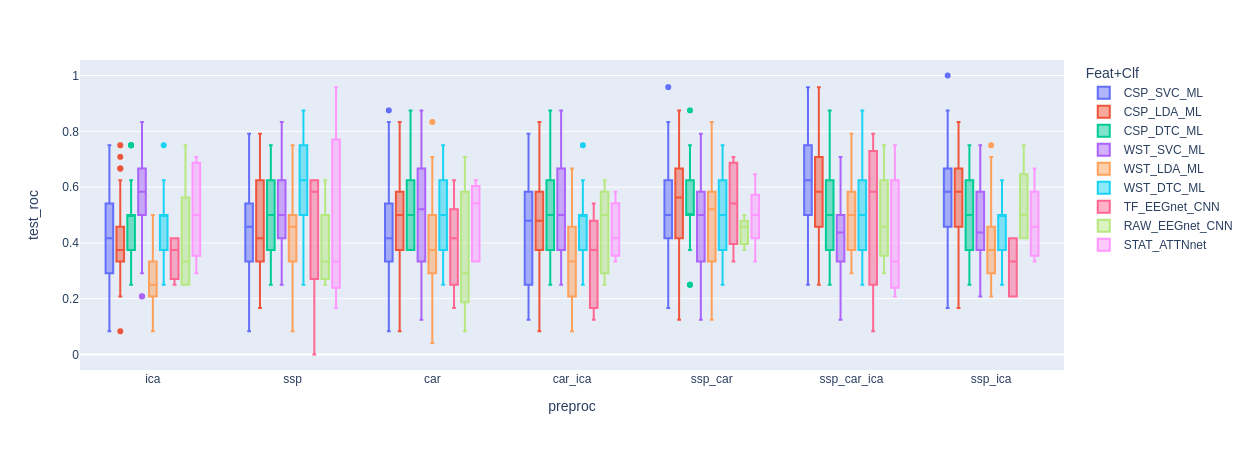 Feat+Clf
CSP_SVC_ML
CSP_LDA_ML
CSP_DTC_ML
WST_SVC_ML
WST_LDA_ML
WST_DTC_ML
TF_EEGnet_CNN
RAW_EEGnet_CNN
STAT_ATTNnet
test_roc
1
0.8
0.6
0.4
0.2
0
ica ssp car car_ica ssp_car ssp_car_ica ssp_ica
preproc